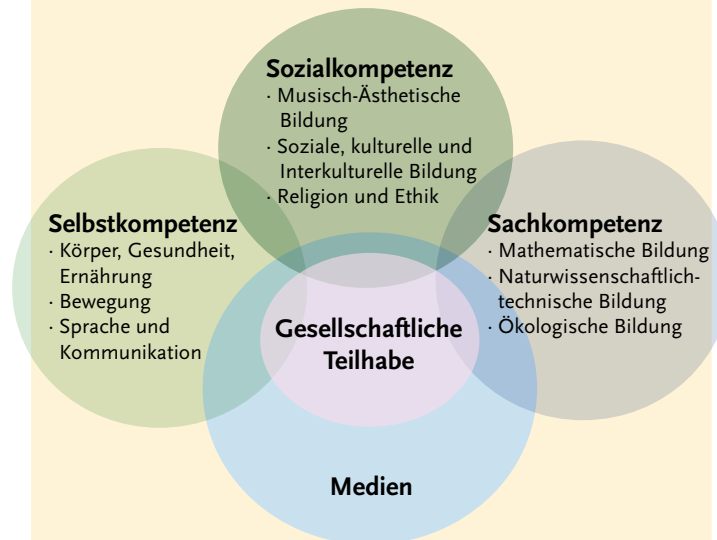 Sozialkompetenz
· Musisch-Ästhetische
Bildung
· Soziale, kulturelle und
Interkulturelle Bildung
· Religion und Ethik
Selbstkompetenz
· Körper, Gesundheit,
Ernährung
· Bewegung
· Sprache und
Kommunikation
Sachkompetenz
· Mathematische Bildung
· Naturwissenschaftlich-
technische Bildung
· Ökologische Bildung
Gesellschaftliche
Teilhabe
Medien